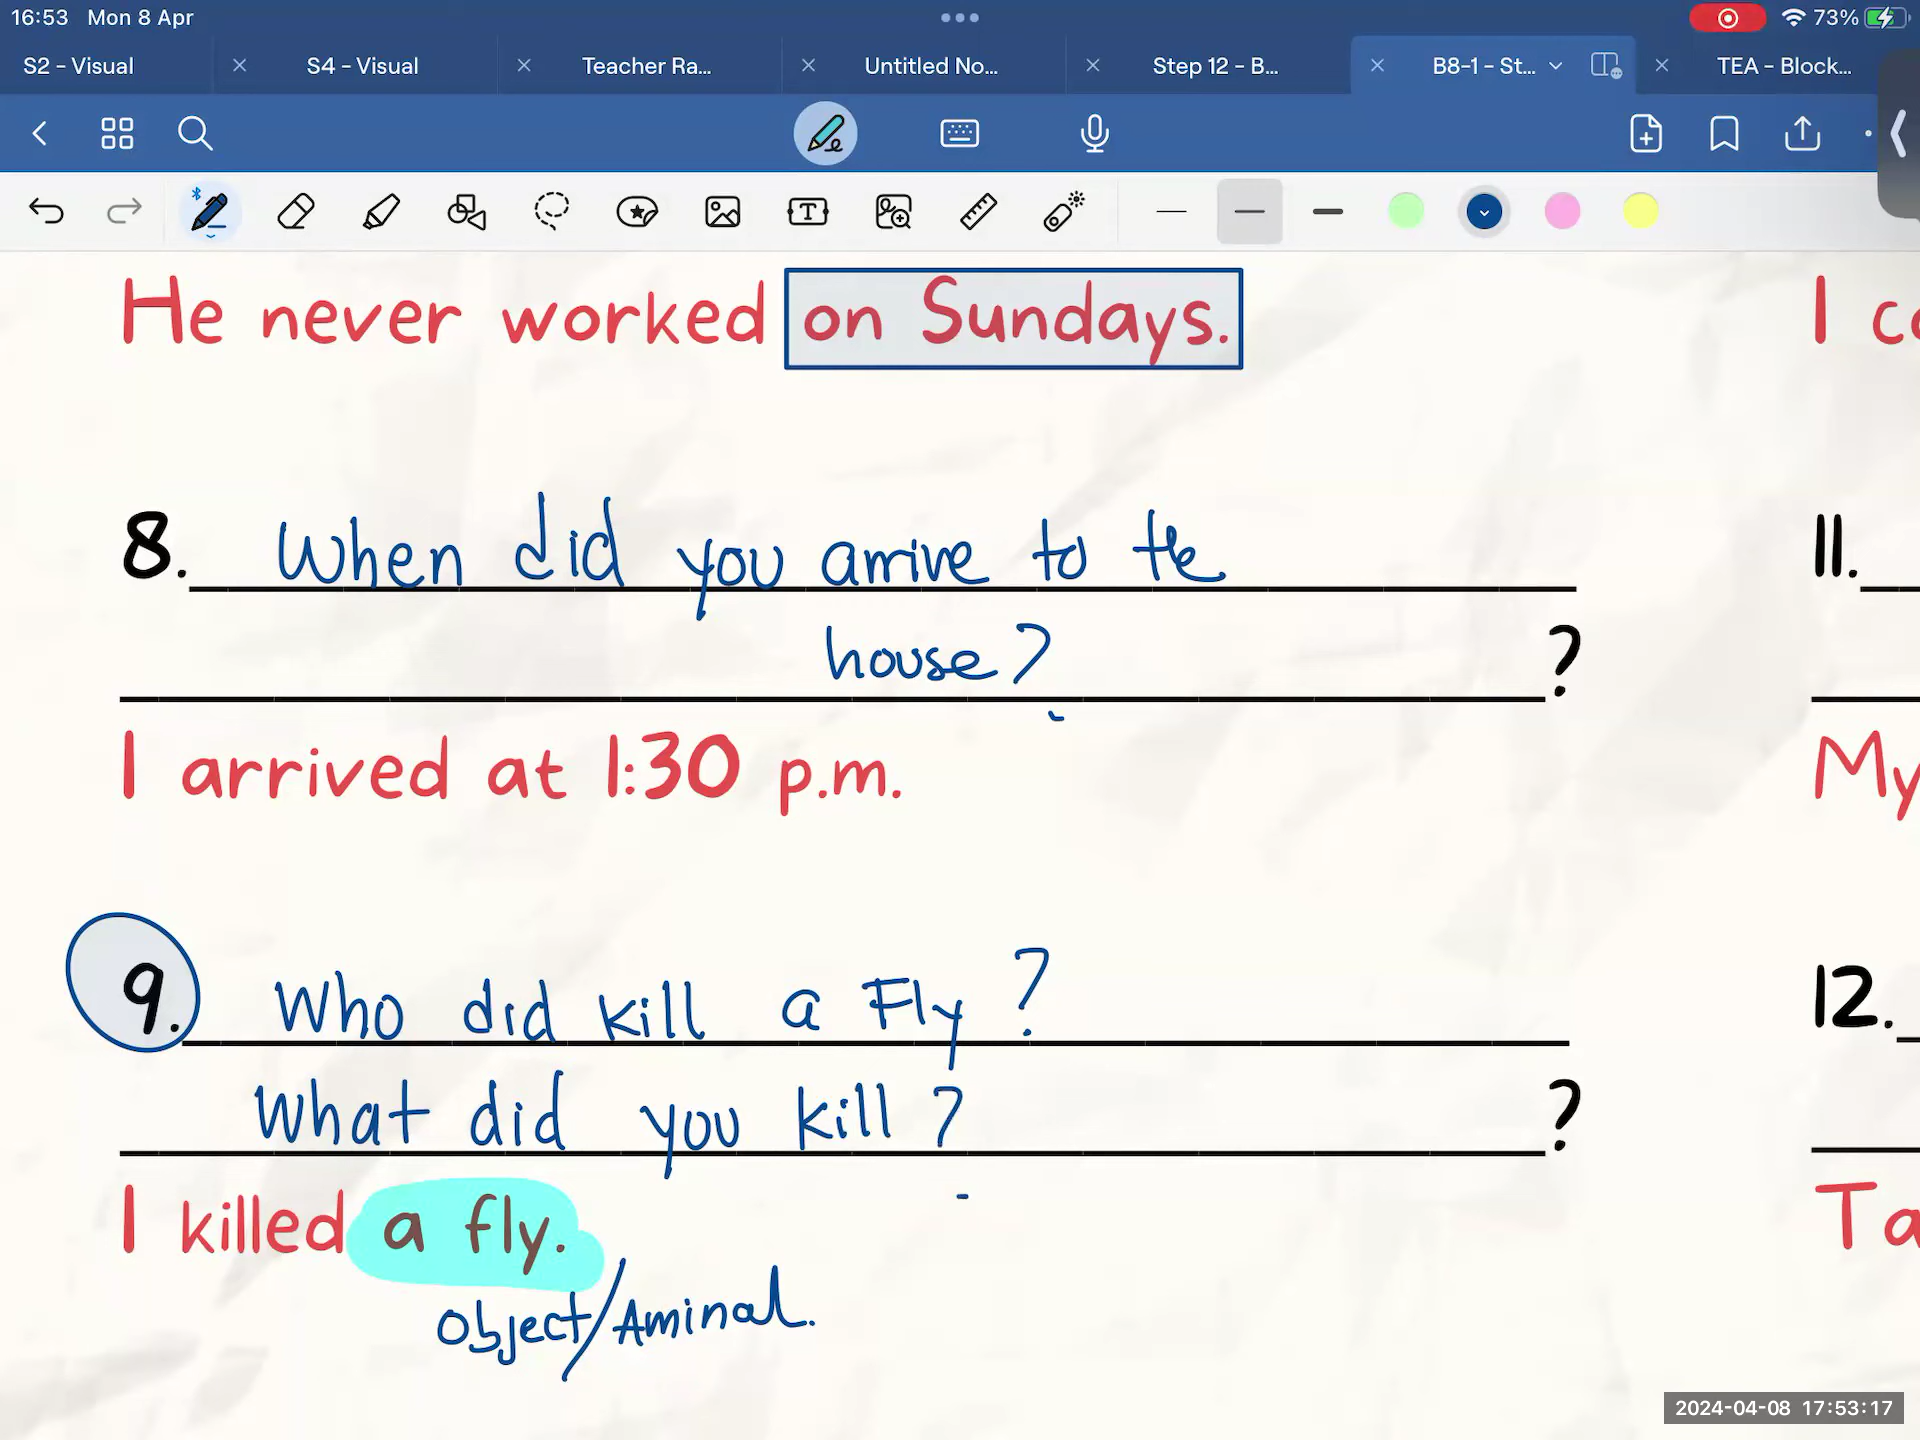 16:53 Mon 8 Apr
73%
S2 - Visual
S4 - Visual
Teacher Ra...
Untitled No...
Step 12 - B...
B8-1 - St...
TEA - Block...
He never worked on Sundays.
I co
8. When did you arrive to the
11.
house? ?
I arrived at 1:30 p.m.
My
9. Who did kill a Fly ?
12.
What did you kill ? ?
I killed a fly.
Ta
Object/Aminal.
2024-04-08 17:53:17